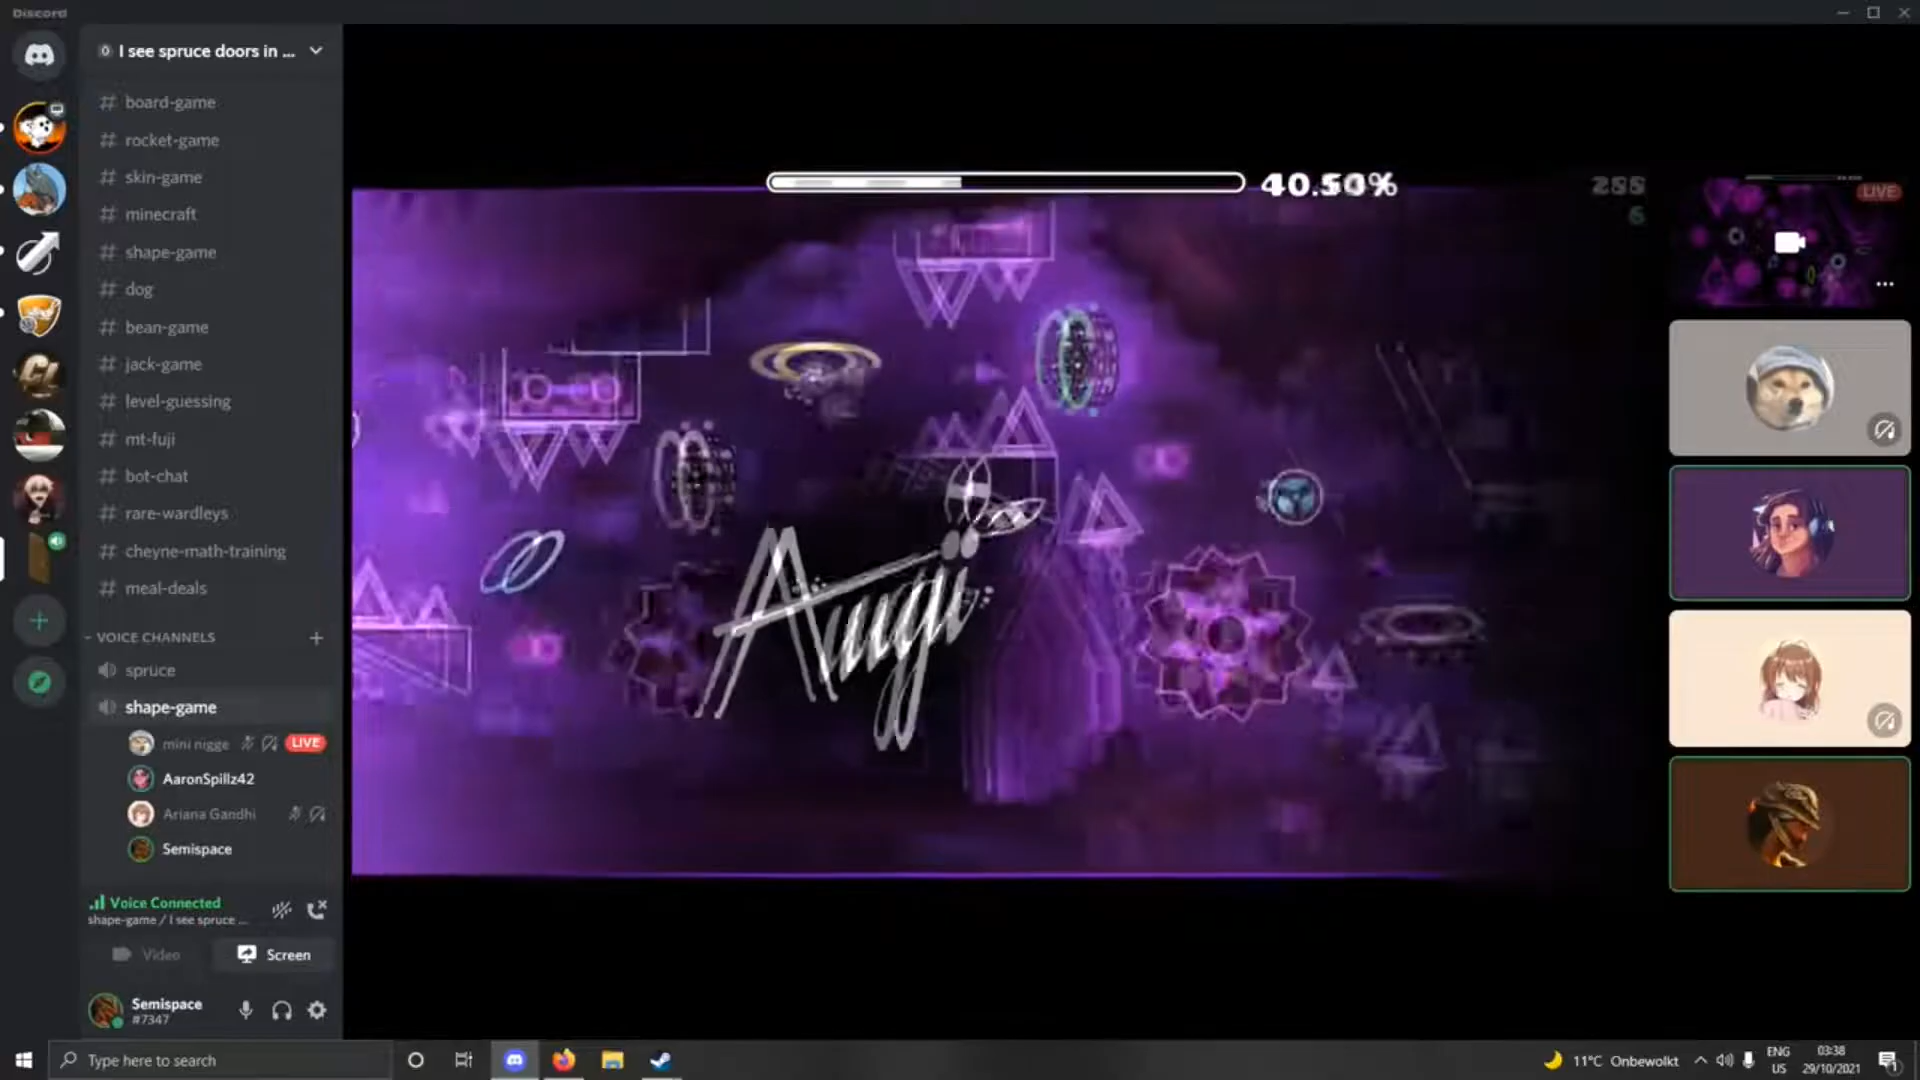 Discord
I see spruce doors in ...
board-game
rocket-game
skin-game
minecraft
shape-game
dog
bean-game
jack-game
level-guessing
mt-fuji
bot-chat
rare-wardleys
cheyne-math-training
meal-deals
VOICE CHANNELS
spruce
shape-game
mini nigge LIVE
AaronSpillz42
Ariana Gandhi
Semispace
Voice Connected
shape-game / I see spruce ...
Video Screen
Semispace
#7347
LIVE
Type here to search
11°C Onbewolkt
ENG
US
03:38
29/10/2021